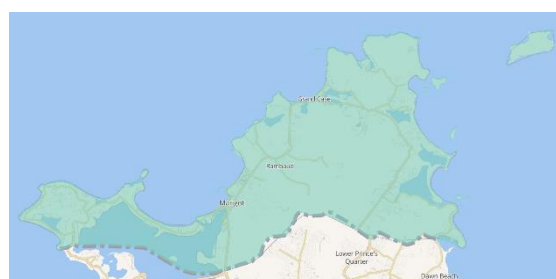 Grand Case
Rambaud
Marigot
Lower Prince's
Quarter
Dawn Beach